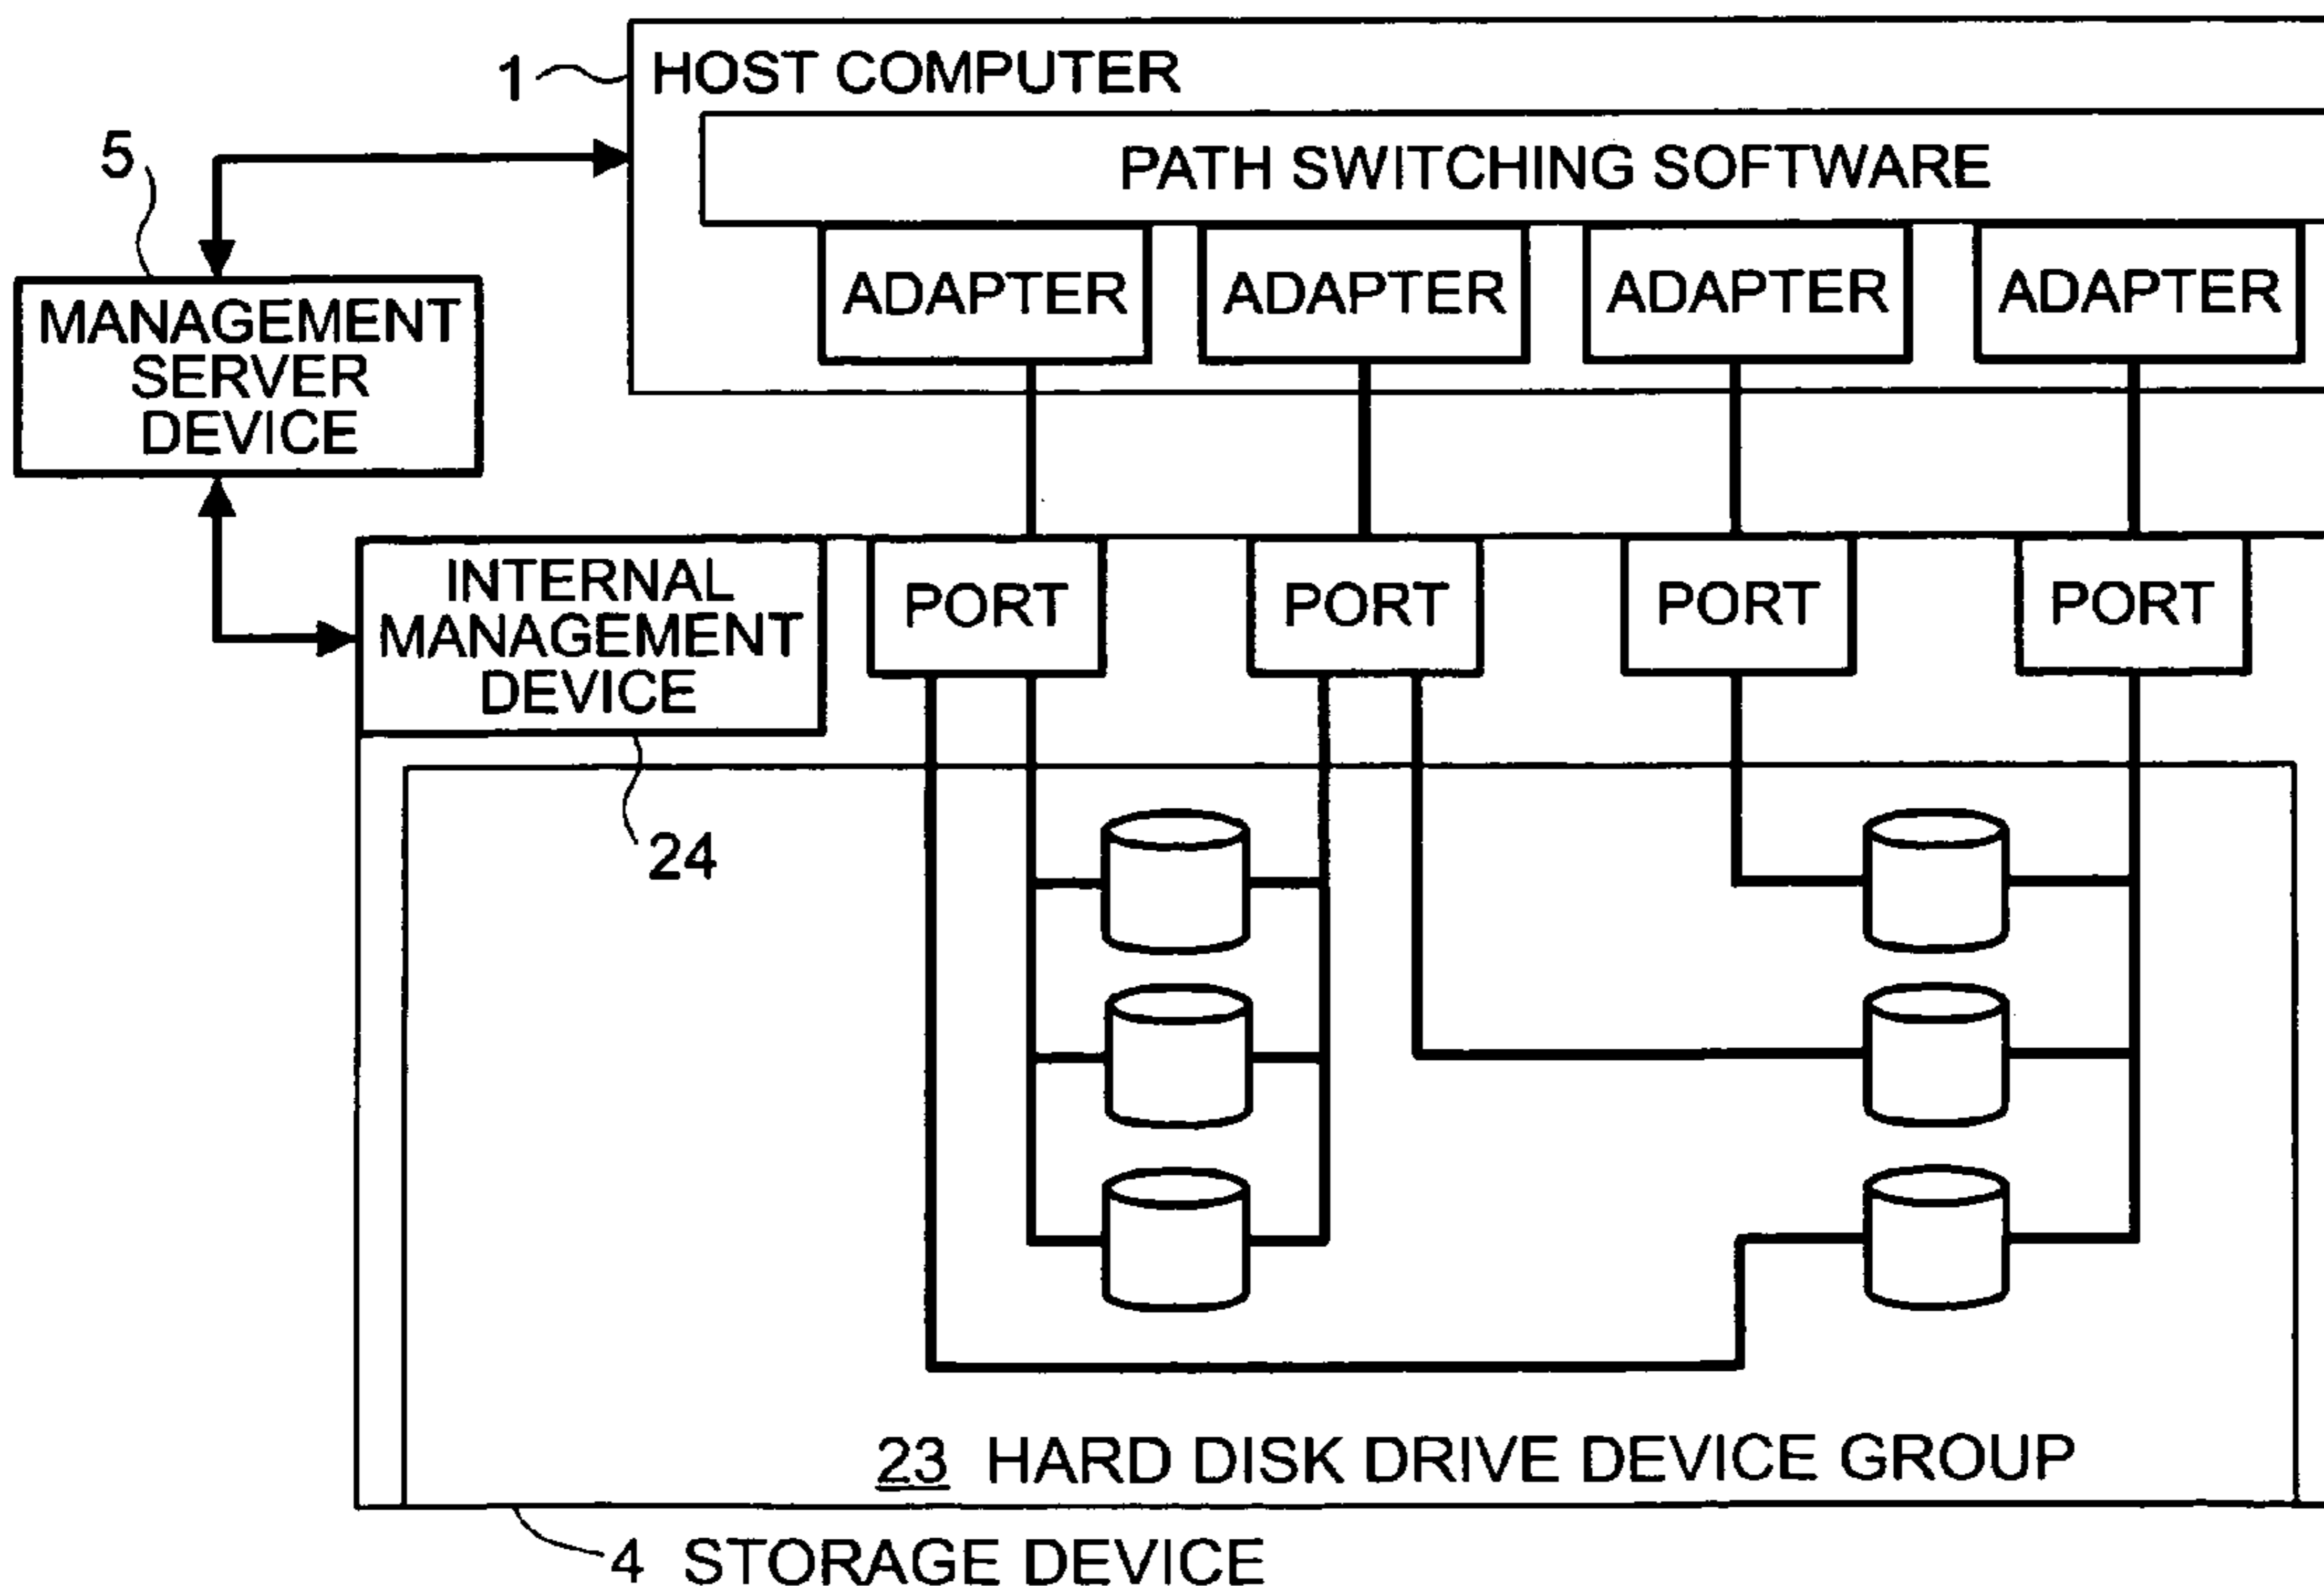 1 HOST COMPUTER
PATH SWITCHING SOFTWARE
5
ADAPTER ADAPTER ADAPTER ADAPTER
MANAGEMENT
SERVER
DEVICE
INTERNAL
MANAGEMENT
DEVICE
PORT PORT PORT PORT
24
23 HARD DISK DRIVE DEVICE GROUP
4 STORAGE DEVICE